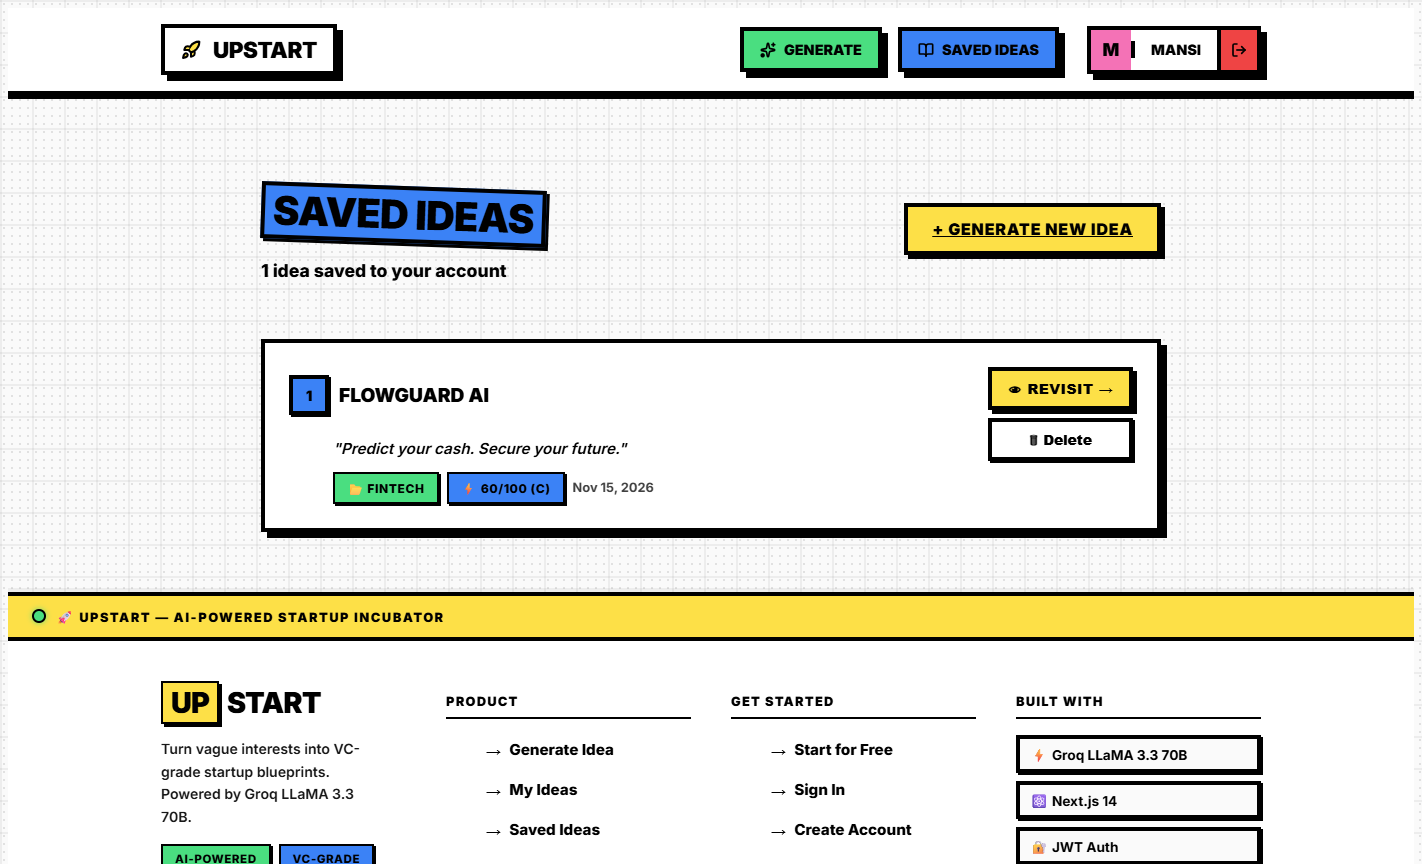 UPSTART
GENERATE
SAVED IDEAS
M
MANSI
SAVED IDEAS
1 idea saved to your account
+ GENERATE NEW IDEA
1
FLOWGUARD AI
"Predict your cash. Secure your future."
FINTECH
60/100 (C)
Nov 15, 2026
REVISIT →
Delete
UPSTART — AI-POWERED STARTUP INCUBATOR
UP START
Turn vague interests into VC-
grade startup blueprints.
Powered by Groq LLaMA 3.3
70B.
AI-POWERED
VC-GRADE
PRODUCT
→ Generate Idea
→ My Ideas
→ Saved Ideas
GET STARTED
→ Start for Free
→ Sign In
→ Create Account
BUILT WITH
Groq LLaMA 3.3 70B
Next.js 14
JWT Auth